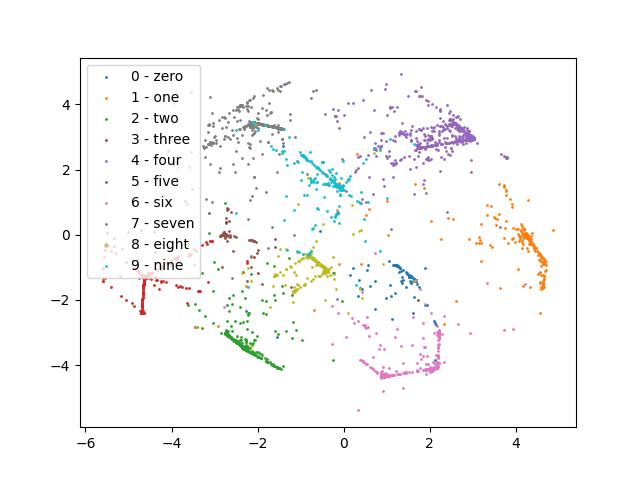 0 - zero
1 - one
2 - two
3 - three
4 - four
5 - five
6 - six
7 - seven
8 - eight
9 - nine
4
2
0
−2
−4
−6 −4 −2 0 2 4